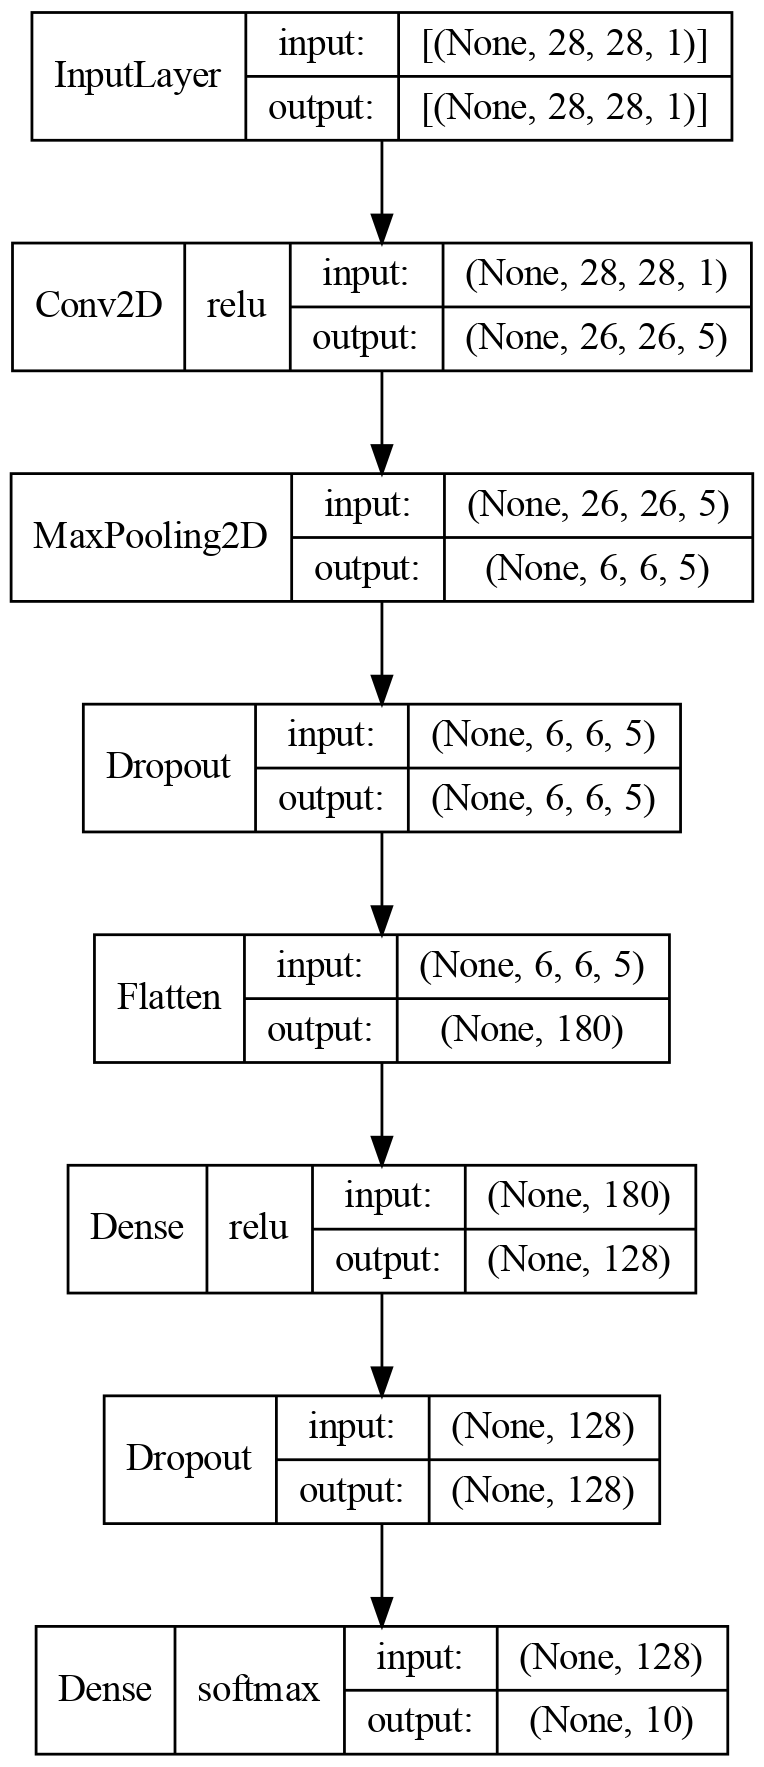 InputLayer
input:
[(None, 28, 28, 1)]
output:
[(None, 28, 28, 1)]
Conv2D
relu
input:
(None, 28, 28, 1)
output:
(None, 26, 26, 5)
MaxPooling2D
input:
(None, 26, 26, 5)
output:
(None, 6, 6, 5)
Dropout
input:
(None, 6, 6, 5)
output:
(None, 6, 6, 5)
Flatten
input:
(None, 6, 6, 5)
output:
(None, 180)
Dense
relu
input:
(None, 180)
output:
(None, 128)
Dropout
input:
(None, 128)
output:
(None, 128)
Dense
softmax
input:
(None, 128)
output:
(None, 10)